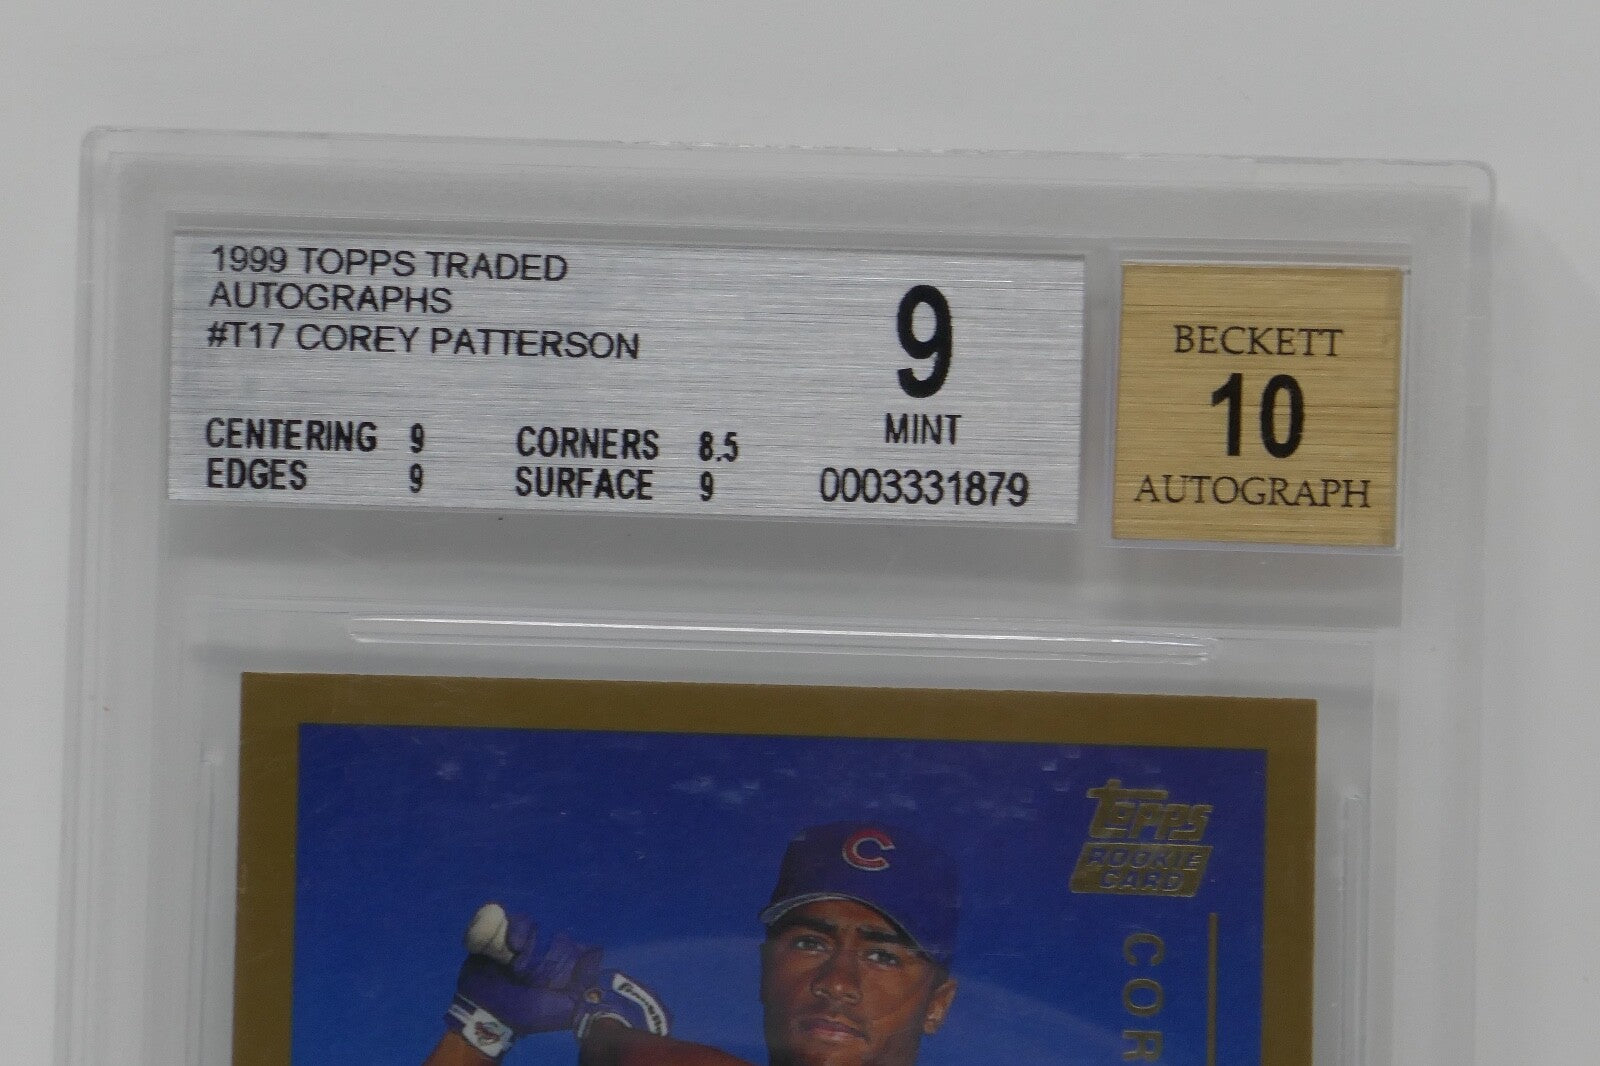 1999 TOPPS TRADED
AUTOGRAPHS
#T17 COREY PATTERSON
CENTERING 9 CORNERS 8.5
EDGES 9 SURFACE 9
9
MINT
0003331879
BECKETT
10
AUTOGRAPH
TOPPS
ROOKIE
CARD
C
COR